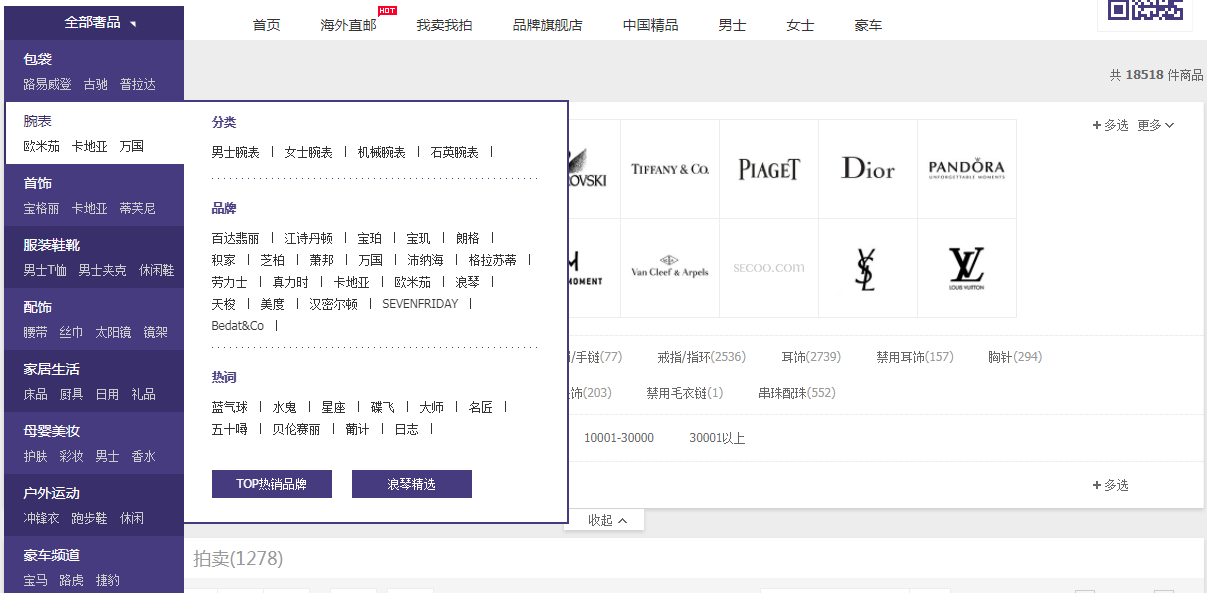 全部奢品
首页 海外直邮 HOT 我卖我拍 品牌旗舰店 中国精品 男士 女士 豪车
共 18518 件商品
包袋
路易威登 古驰 普拉达
腕表
欧米茄 卡地亚 万国
首饰
宝格丽 卡地亚 蒂芙尼
服装鞋靴
男士T恤 男士夹克 休闲鞋
配饰
腰带 丝巾 太阳镜 镜架
家居生活
床品 厨具 日用 礼品
母婴美妆
护肤 彩妆 男士 香水
户外运动
冲锋衣 跑步鞋 休闲
豪车频道
宝马 路虎 捷豹
分类
男士腕表 | 女士腕表 | 机械腕表 | 石英腕表 |
品牌
百达翡丽 | 江诗丹顿 | 宝珀 | 宝玑 | 朗格 |
积家 | 芝柏 | 萧邦 | 万国 | 沛纳海 | 格拉苏蒂 |
劳力士 | 真力时 | 卡地亚 | 欧米茄 | 浪琴 |
天梭 | 美度 | 汉密尔顿 | SEVENFRIDAY |
Bedat&Co |
热词
蓝气球 | 水鬼 | 星座 | 碟飞 | 大师 | 名匠 |
五十噚 | 贝伦赛丽 | 葡计 | 日志 |
TOP热销品牌 浪琴精选
+多选 更多
OVSKI TIFFANY & CO. PIAGET Dior PANDÓRA
UNFORGETTABLE MOMENTS
MOMENT Van Cleef & Arpels SECOO.COM YSL LV
LOUIS VUITTON
/手链(77) 戒指/指环(2536) 耳饰(2739) 禁用耳饰(157) 胸针(294)
饰(203) 禁用毛衣链(1) 串珠配珠(552)
10001-30000 30001以上
+多选
收起
拍卖(1278)